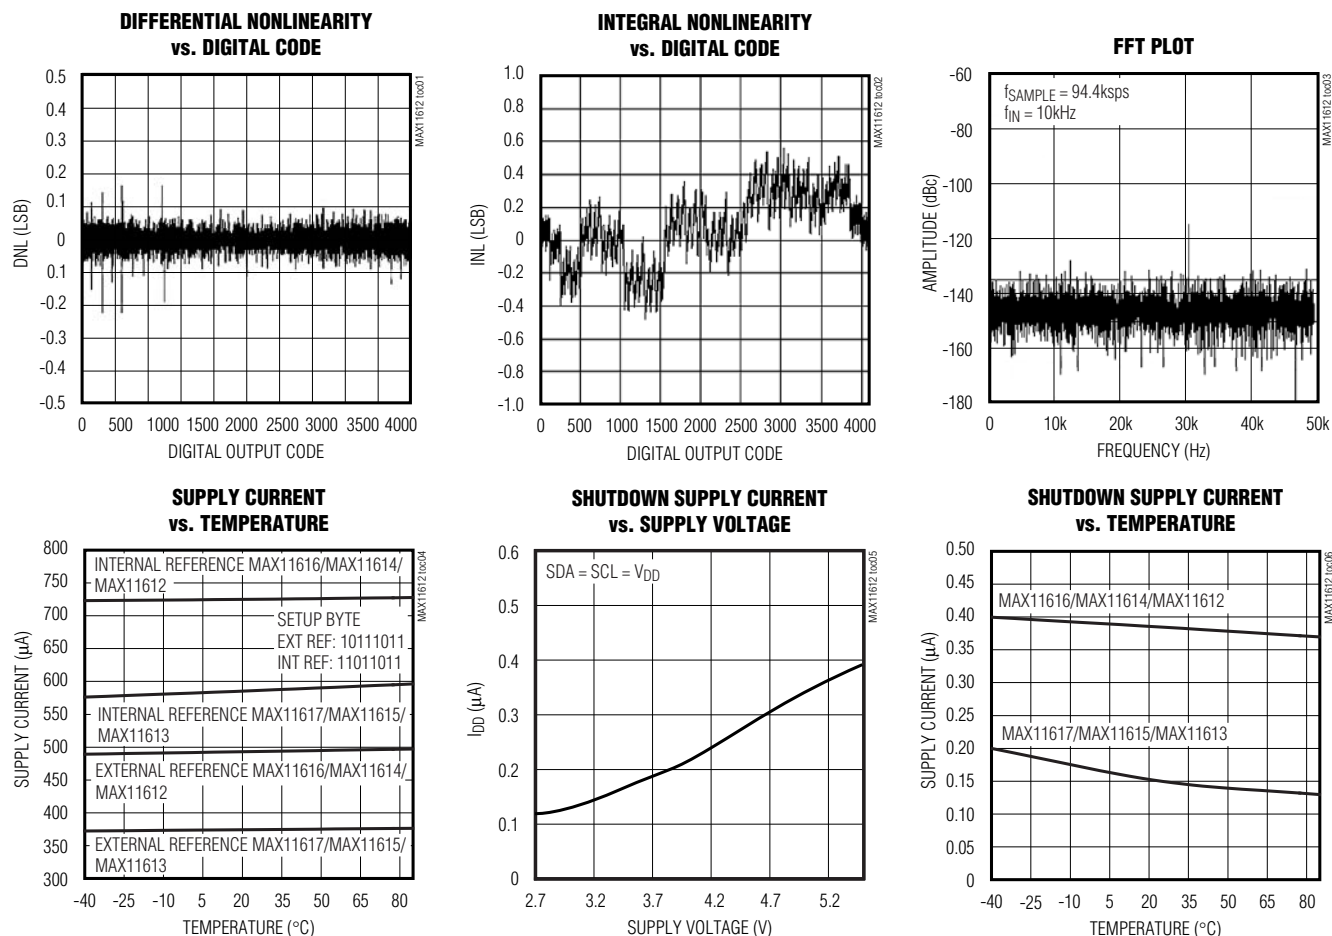 DIFFERENTIAL NONLINEARITY
vs. DIGITAL CODE
MAX11612 toc01
DNL (LSB)
0.5
0.4
0.3
0.2
0.1
0
0.1
-0.2
-0.3
-0.4
-0.5
0 500 1000 1500 1500 2000 2500 3000 3500 4000
DIGITAL OUTPUT CODE
INTEGRAL NONLINEARITY
vs. DIGITAL CODE
MAX11612 toc02
INL (LSB)
1.0
0.8
0.6
0.4
0.2
0
-0.2
-0.4
-0.6
-0.8
-1.0
0 500 1000 1500 2000 2500 3000 3500 4000
DIGITAL OUTPUT CODE
FFT PLOT
MAX11612 toc03
fSAMPLE = 94.4ksps
fIN = 10kHz
AMPLITUDE (dBc)
-60
-80
-100
-120
-140
-160
-180
0 10k 20k 30k 40k 50k
FREQUENCY (Hz)
SUPPLY CURRENT
vs. TEMPERATURE
MAX11612 toc04
SUPPLY CURRENT (µA)
800
750
700
650
600
550
500
450
400
350
300
INTERNAL REFERENCE MAX11616/MAX11614/
MAX11612
SETUP BYTE
EXT REF: 10111011
INT REF: 11011011
INTERNAL REFERENCE MAX11617/MAX11615/
MAX11613
EXTERNAL REFERENCE MAX11616/MAX11614/
MAX11612
EXTERNAL REFERENCE MAX11617/MAX11615/
MAX11613
-40 -25 -10 5 20 35 50 65 80
TEMPERATURE (°C)
SHUTDOWN SUPPLY CURRENT
vs. SUPPLY VOLTAGE
MAX11612 toc05
SDA = SCL = VDD
IDD (µA)
0.6
0.5
0.4
0.3
0.2
0.1
0
2.7 3.2 3.7 4.2 4.7 5.2
SUPPLY VOLTAGE (V)
SHUTDOWN SUPPLY CURRENT
vs. TEMPERATURE
MAX11612 toc06
SUPPLY CURRENT (µA)
0.50
0.45
0.40
0.35
0.30
0.25
0.20
0.15
0.10
0.05
0
MAX11616/MAX11614/MAX11612
MAX11617/MAX11615/MAX11613
-40 -25 -10 5 20 35 50 65 80
TEMPERATURE (°C)